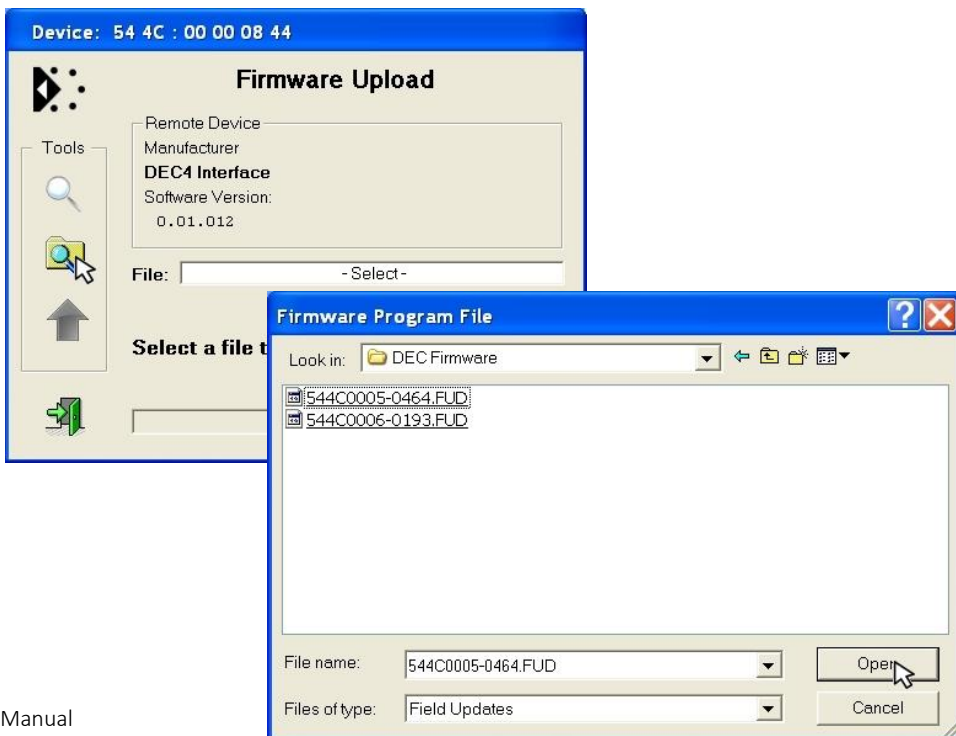 Device: 54 4C : 00 00 08 44
Firmware Upload
Tools
Remote Device
Manufacturer
DEC4 Interface
Software Version:
0.01.012
File: -Select-
Select a file t
Firmware Program File
Look in: DEC Firmware
544C0005-0464.FUD
544C0006-0193.FUD
File name: 544C0005-0464.FUD
Open
Files of type: Field Updates
Cancel
Manual